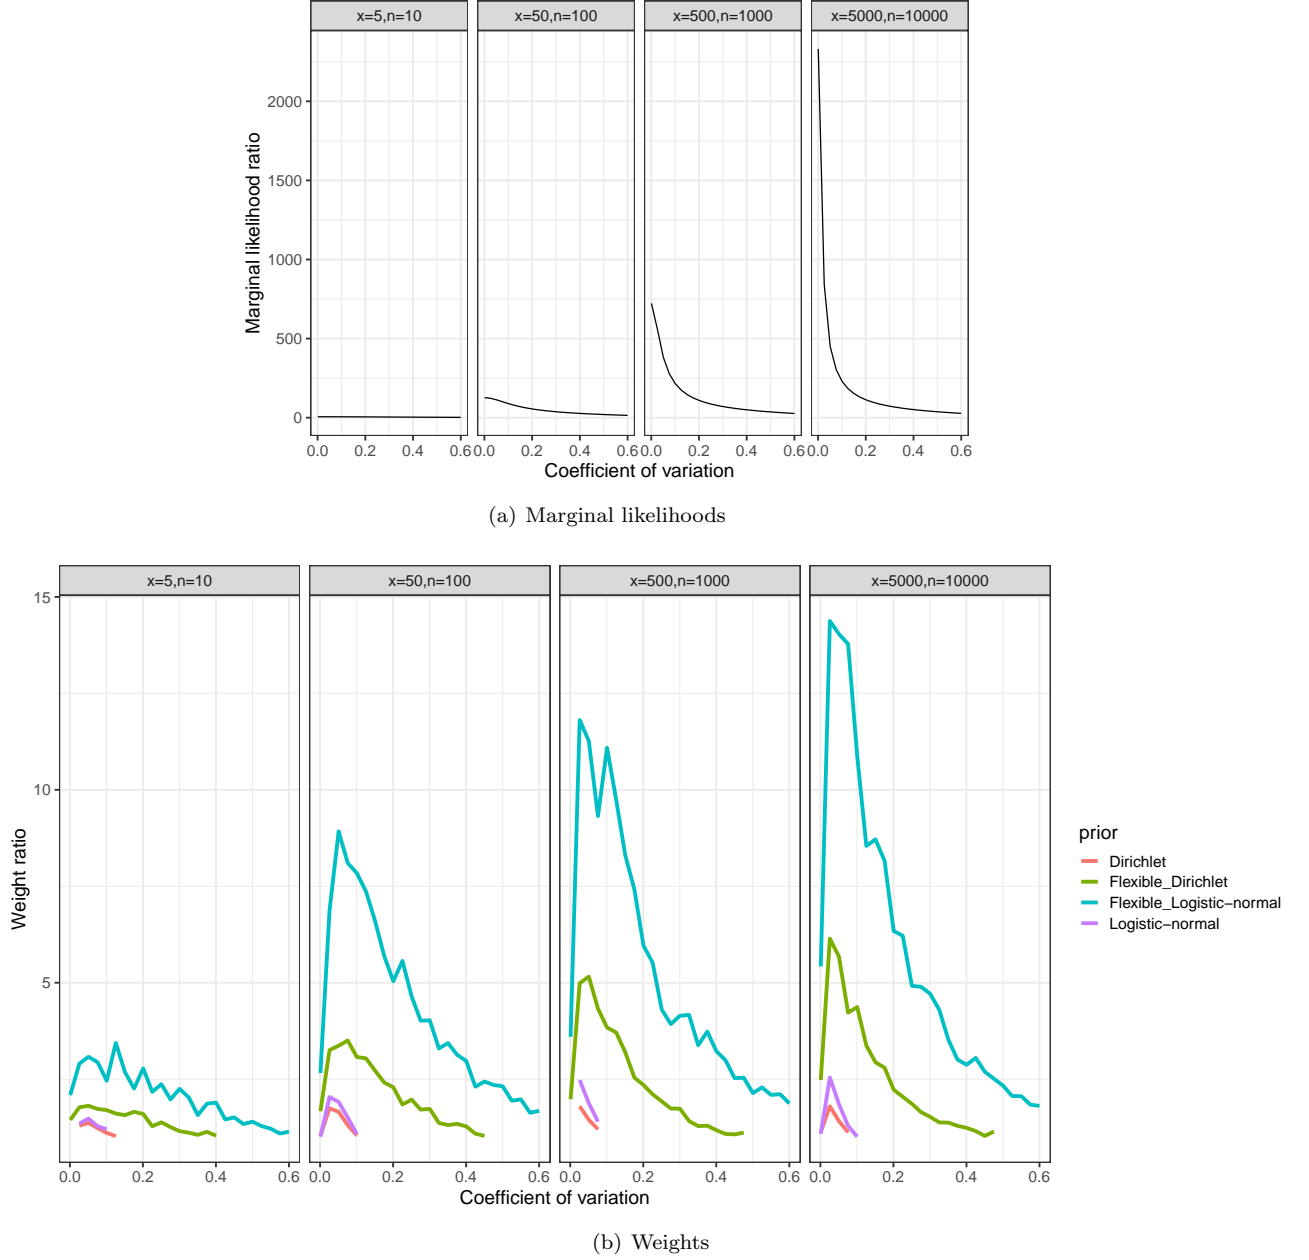 x=5,n=10 x=50,n=100 x=500,n=1000 x=5000,n=10000
Marginal likelihood ratio
2000
1500
1000
500
0
0.0 0.2 0.4 0.6 0.0 0.2 0.4 0.6 0.0 0.2 0.4 0.6 0.0 0.2 0.4 0.6
Coefficient of variation
(a) Marginal likelihoods
x=5,n=10 x=50,n=100 x=500,n=1000 x=5000,n=10000
Weight ratio
15
10
5
0.0 0.2 0.4 0.6 0.0 0.2 0.4 0.6 0.0 0.2 0.4 0.6 0.0 0.2 0.4 0.6
Coefficient of variation
prior
Dirichlet
Flexible_Dirichlet
Flexible_Logistic−normal
Logistic−normal
(b) Weights